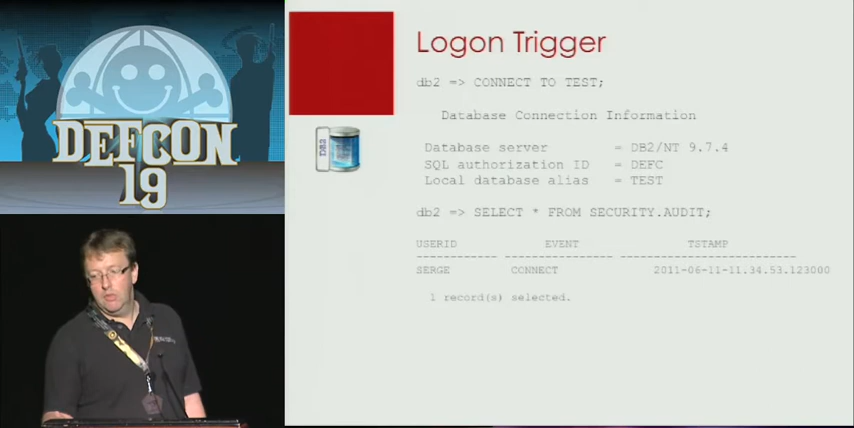 DEFCON
19
Logon Trigger
db2 => CONNECT TO TEST;
Database Connection Information
Database server = DB2/NT 9.7.4
SQL authorization ID = DEFC
Local database alias = TEST
db2 => SELECT * FROM SECURITY.AUDIT;
USERID EVENT TSTAMP
------------ ---------------- --------------------------
SERGE CONNECT 2011-06-11-11.34.53.123000
1 record(s) selected.